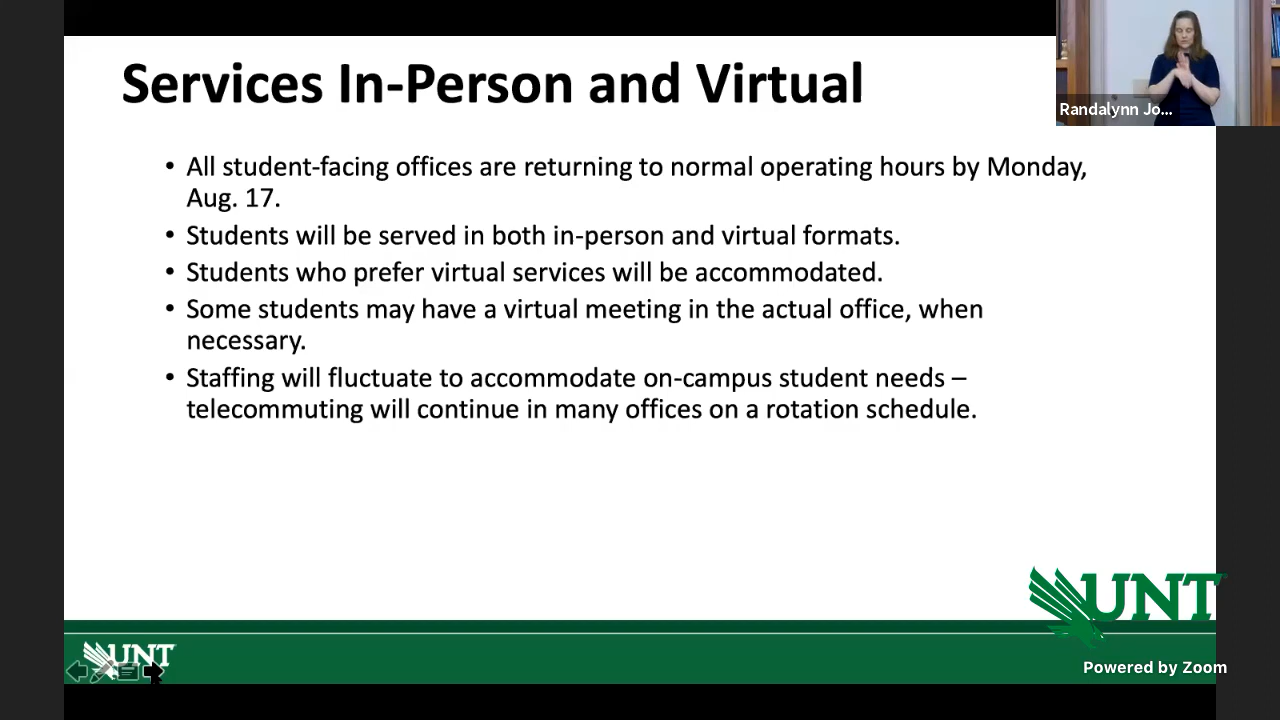 Services In-Person and Virtual
Randalynn Jo...
• All student-facing offices are returning to normal operating hours by Monday,
Aug. 17.
• Students will be served in both in-person and virtual formats.
• Students who prefer virtual services will be accommodated.
• Some students may have a virtual meeting in the actual office, when
necessary.
• Staffing will fluctuate to accommodate on-campus student needs –
telecommuting will continue in many offices on a rotation schedule.
UNT
UNT
Powered by Zoom